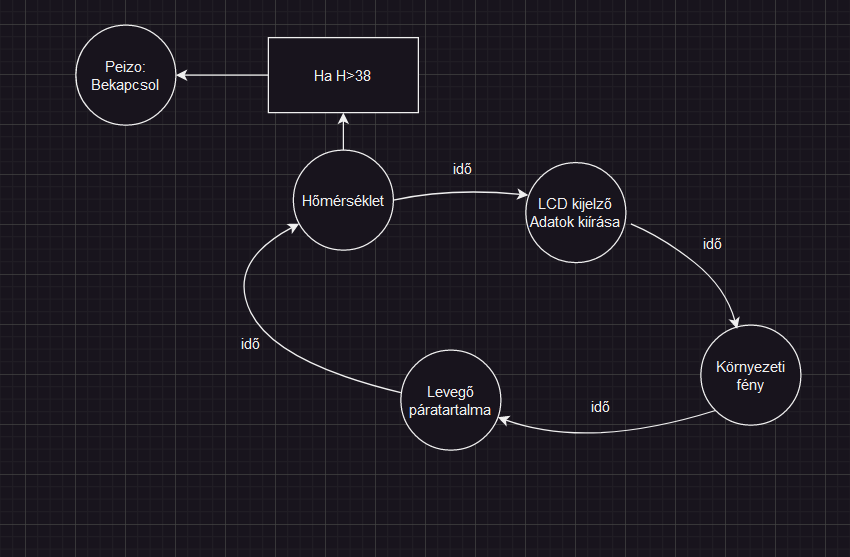 Peizo:
Bekapcsol
Ha H>38
Hőmérséklet
idő
LCD kijelző
Adatok kiírása
idő
Környezeti
fény
idő
Levegő
páratartalma
idő